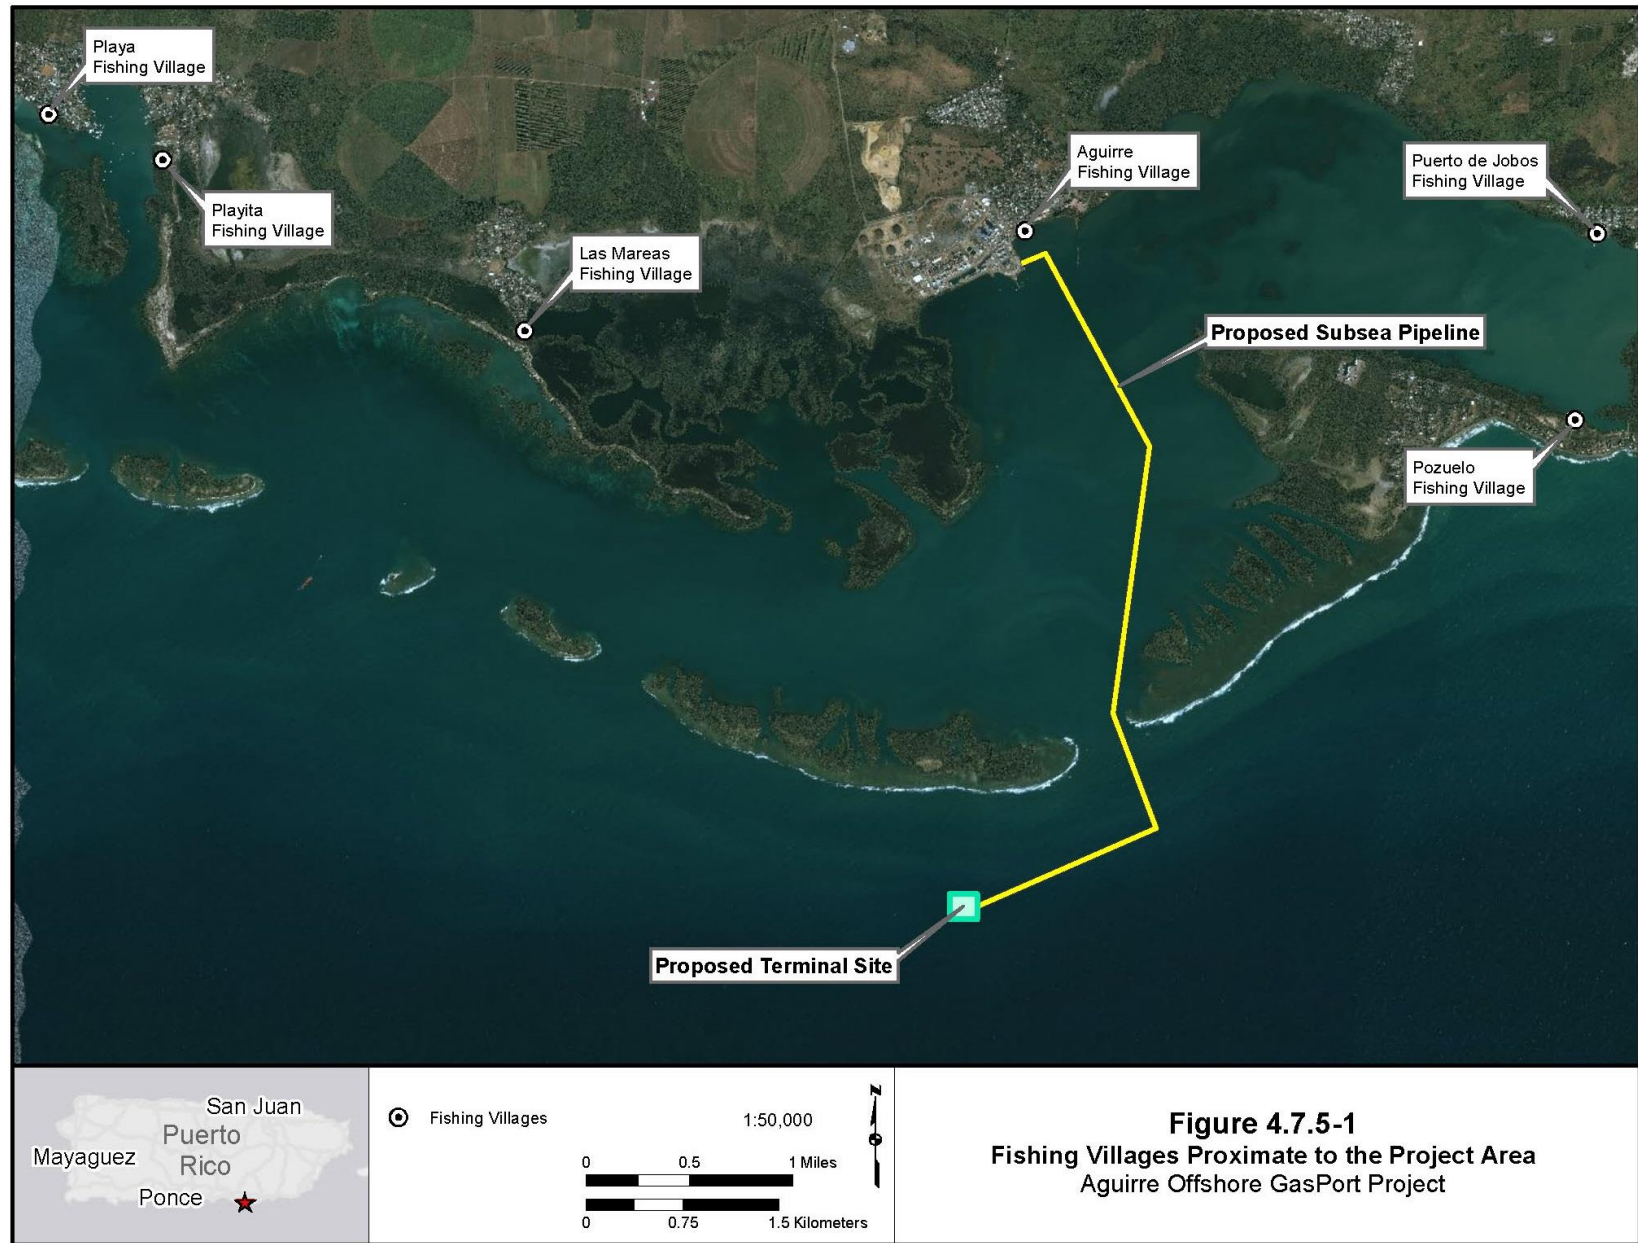 Playa
Fishing Village
Playita
Fishing Village
Las Mareas
Fishing Village
Aguirre
Fishing Village
Puerto de Jobos
Fishing Village
Proposed Subsea Pipeline
Pozuelo
Fishing Village
Proposed Terminal Site
San Juan
Puerto
Rico
Mayaguez
Ponce
Fishing Villages
1:50,000
N
0 0.5 1 Miles
0 0.75 1.5 Kilometers
Figure 4.7.5-1
Fishing Villages Proximate to the Project Area
Aguirre Offshore GasPort Project